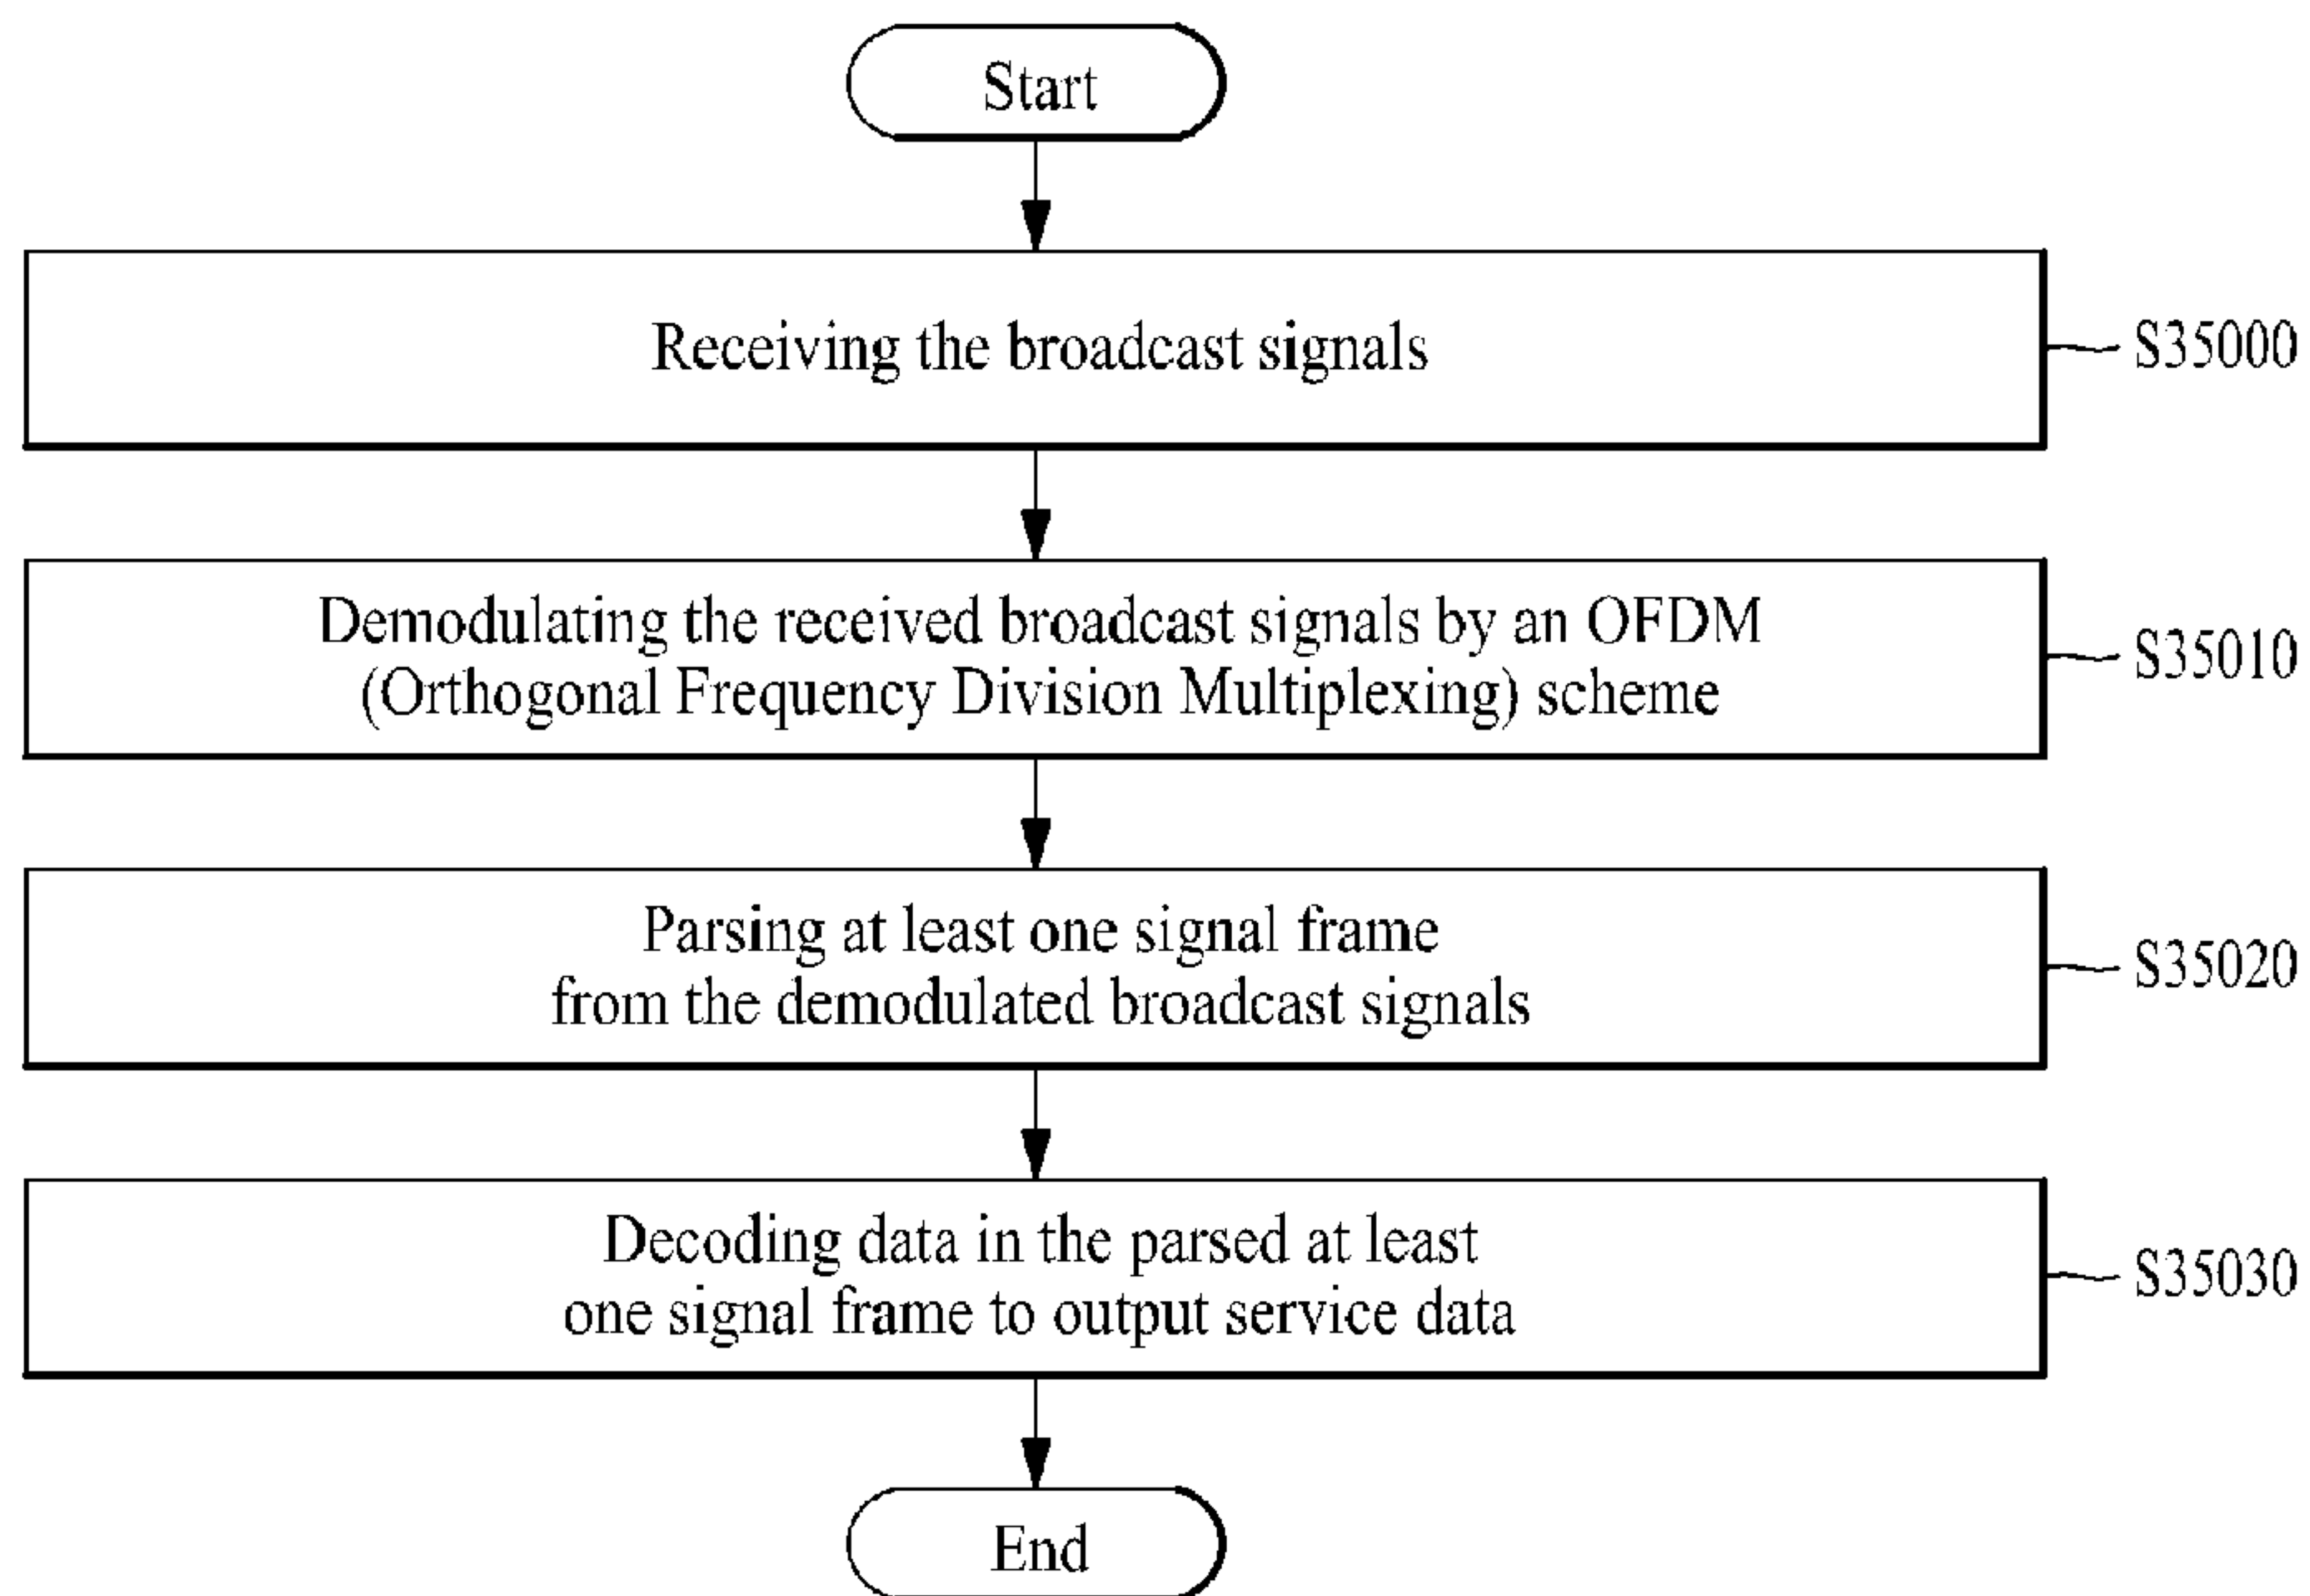 Start
Receiving the broadcast signals
S35000
Demodulating the received broadcast signals by an OFDM
(Orthogonal Frequency Division Multiplexing) scheme
S35010
Parsing at least one signal frame
from the demodulated broadcast signals
S35020
Decoding data in the parsed at least
one signal frame to output service data
S35030
End